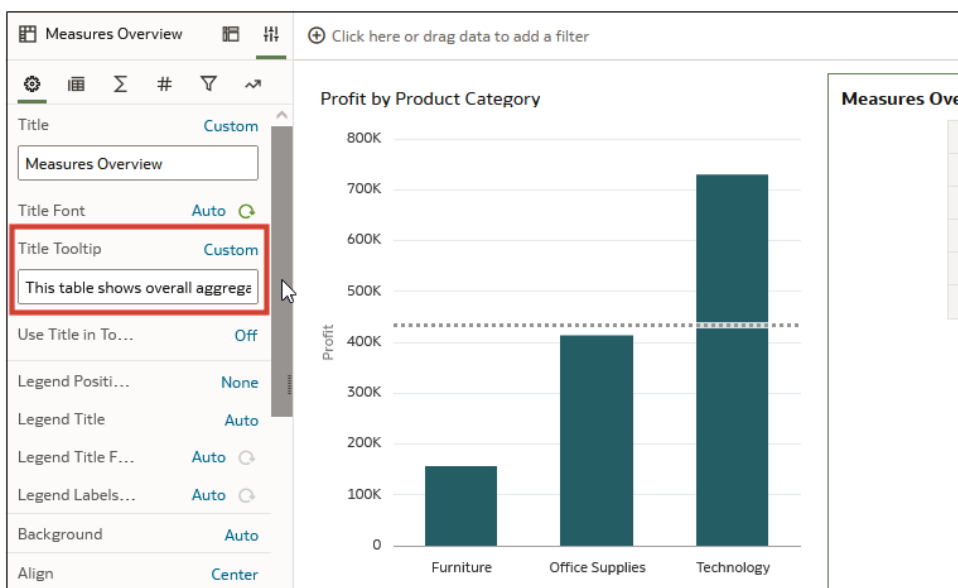 Measures Overview
Click here or drag data to add a filter
Title Custom
Measures Overview
Title Font Auto
Title Tooltip Custom
This table shows overall aggrega
Use Title in To... Off
Legend Positi... None
Legend Title Auto
Legend Title F... Auto
Legend Labels... Auto
Background Auto
Align Center
Profit by Product Category
Profit
800K
700K
600K
500K
400K
300K
200K
100K
0
Furniture Office Supplies Technology
Measures Ove